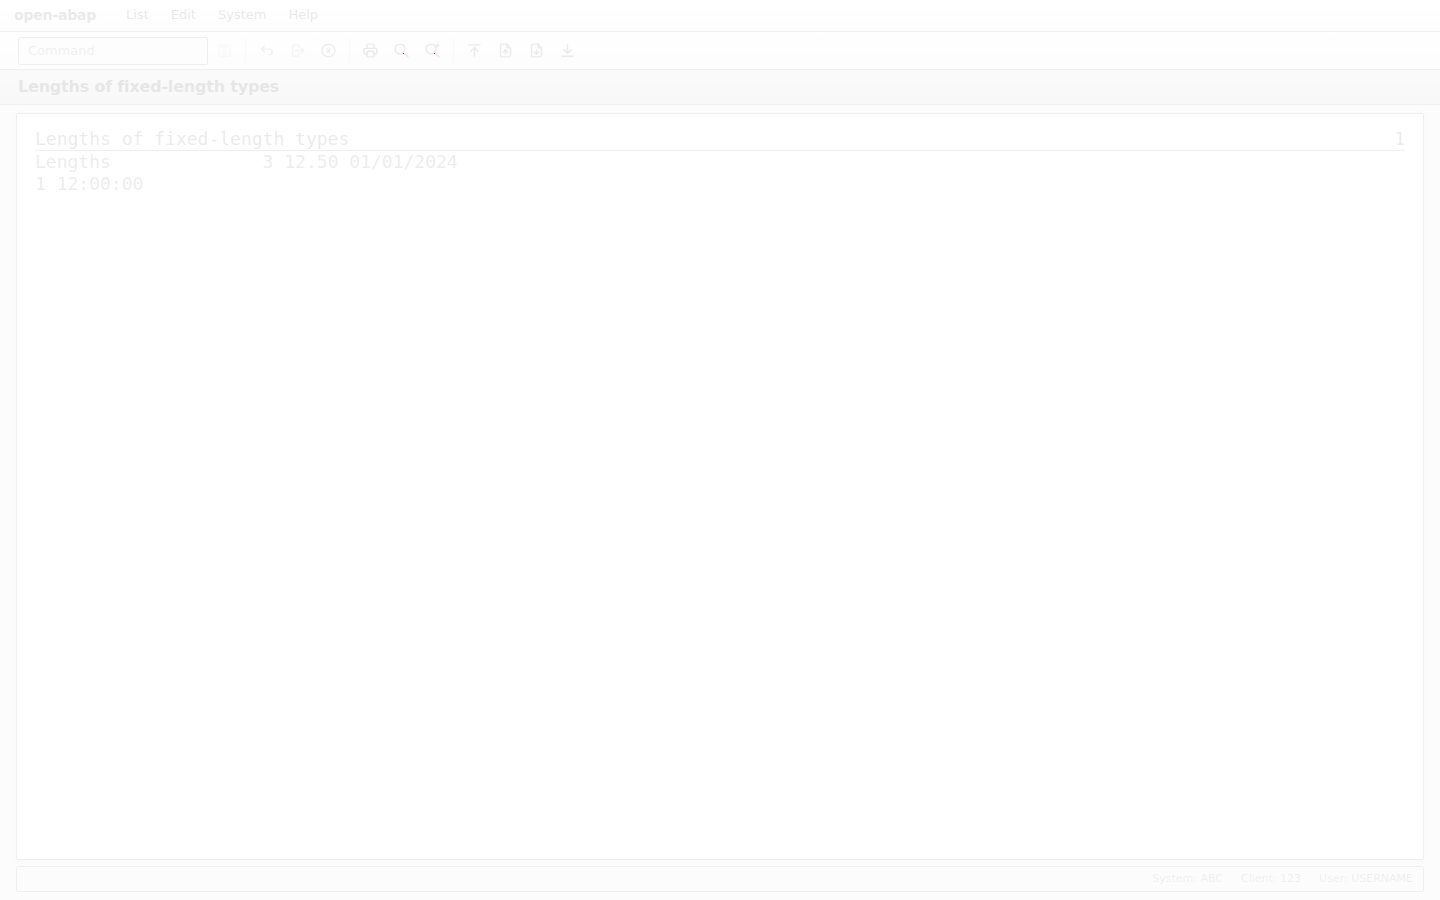 open-abap List Edit System Help
Command
Lengths of fixed-length types
Lengths of fixed-length types 1
Lengths              3 12.50 01/01/2024
1 12:00:00
System: ABC Client: 123 User: USERNAME